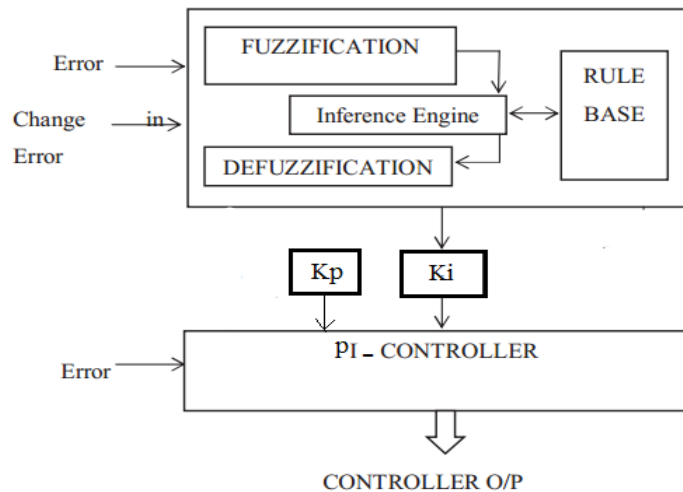 FUZZIFICATION
Error
RULE
BASE
Change in
Error
Inference Engine
DEFUZZIFICATION
Kp
Ki
PI - CONTROLLER
Error
CONTROLLER O/P